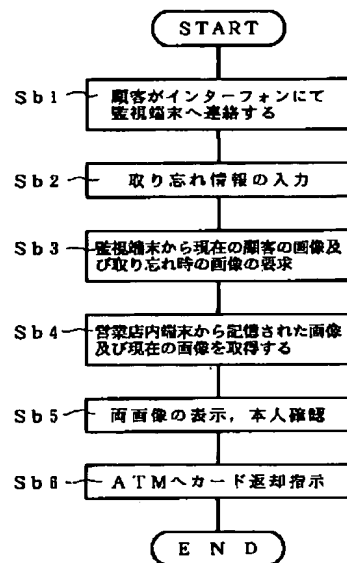 START
Sb1
顧客がインターフォンにて
監視端末へ連絡する
Sb2
取り忘れ情報の入力
Sb3
監視端末から現在の顧客の画像及
び取り忘れ時の画像の要求
Sb4
営業店内端末から記憶された画像
及び現在の画像を取得する
Sb5
両画像の表示，本人確認
Sb6
ATMへカード返却指示
END